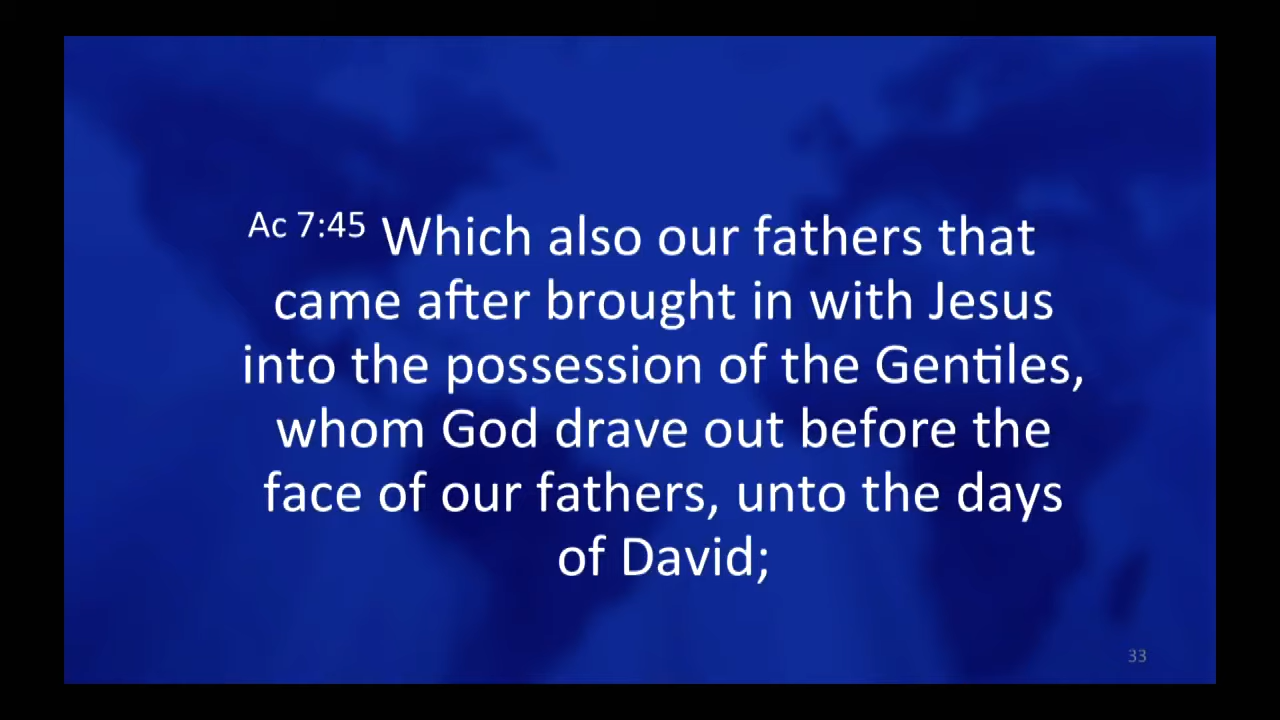 Ac 7:45 Which also our fathers that
came after brought in with Jesus
into the possession of the Gentiles,
whom God drave out before the
face of our fathers, unto the days
of David;
33